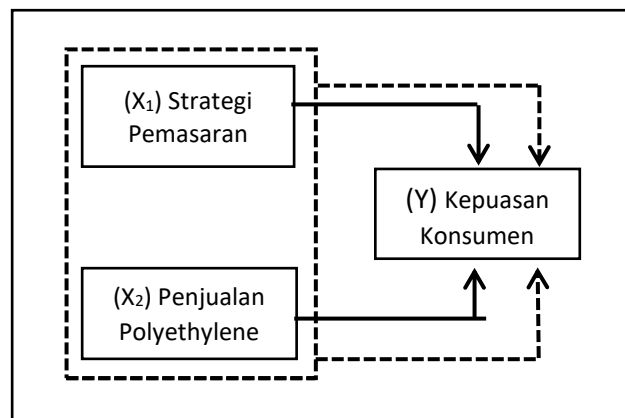 (X₁) Strategi
Pemasaran
(Y) Kepuasan
Konsumen
(X₂) Penjualan
Polyethylene